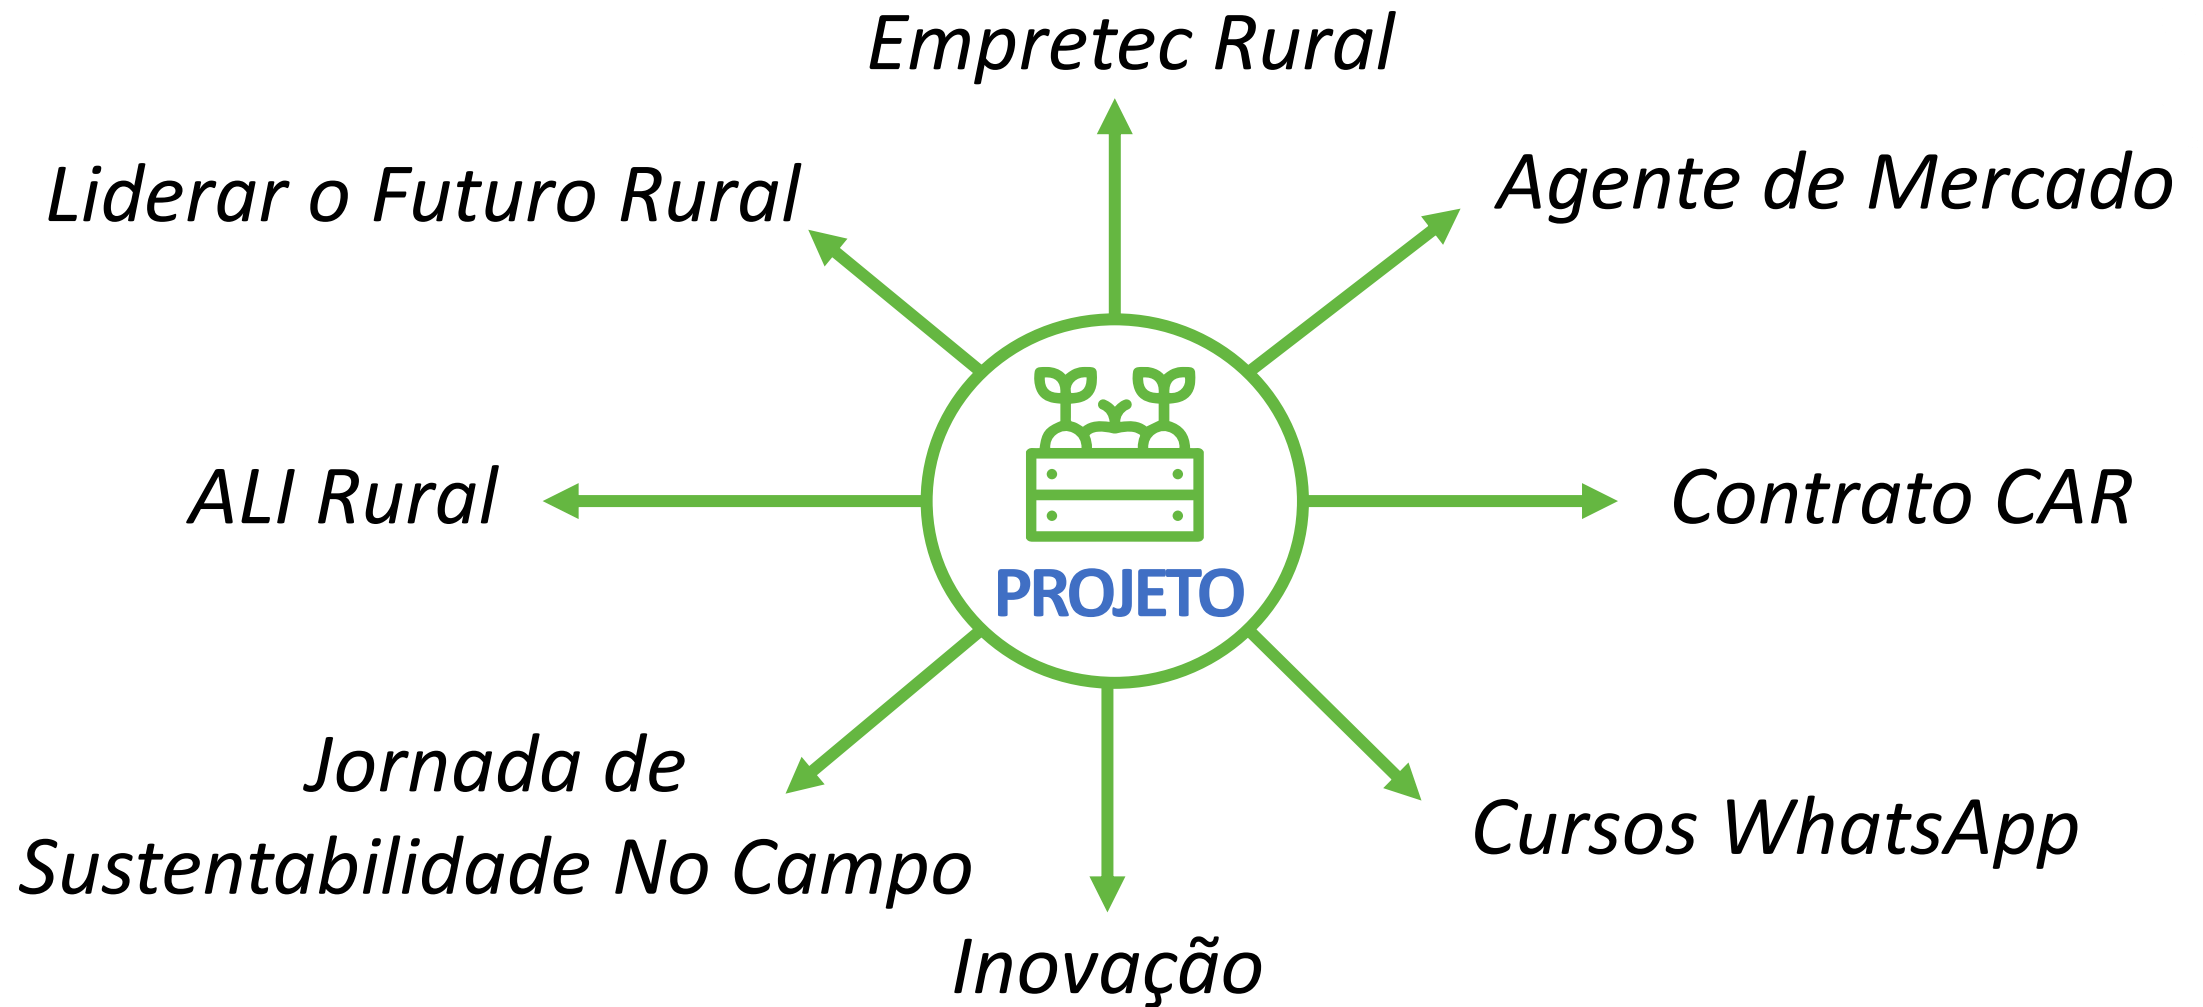 Empretec Rural
Liderar o Futuro Rural
Agente de Mercado
ALI Rural
Contrato CAR
PROJETO
Jornada de
Sustentabilidade No Campo
Cursos WhatsApp
Inovação